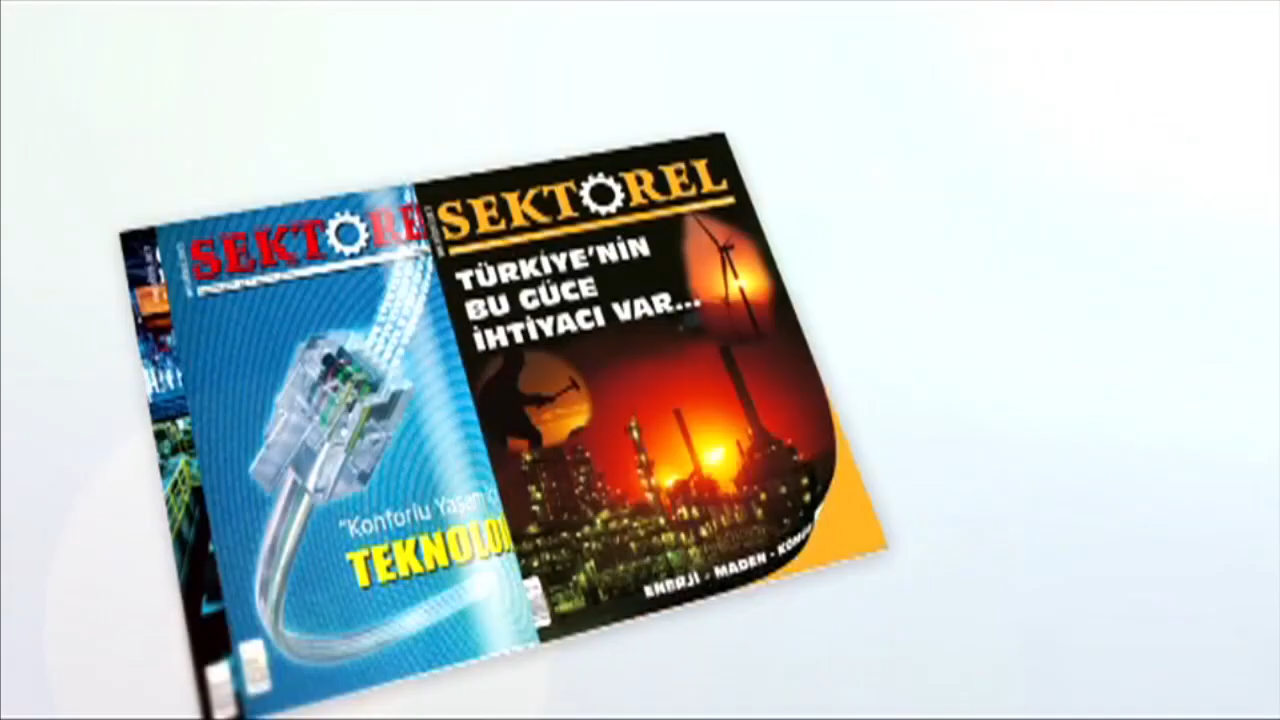 SEKTOREL
"Konforlu Yaşam
TEKNOLO
SEKTOREL
TÜRKİYE'NİN
BU GÜCE
İHTİYACI VAR...
ENERJİ - MADEN -